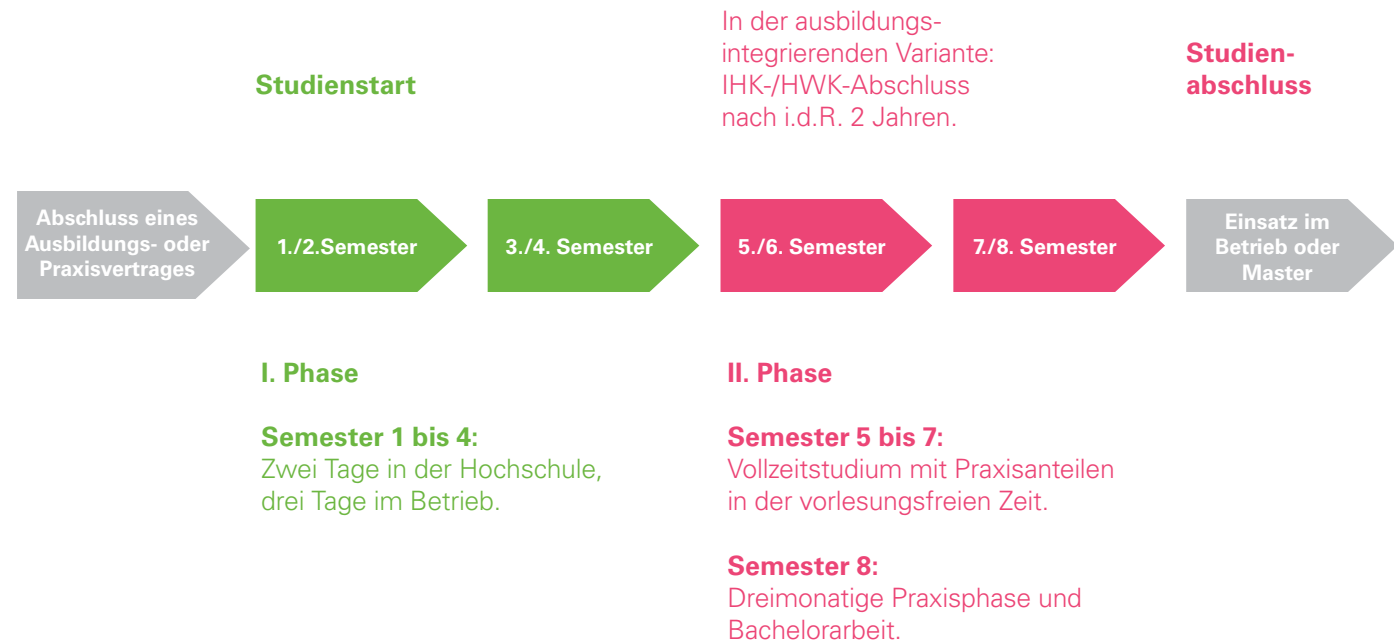 In der ausbildungs-
integrierenden Variante:
IHK-/HWK-Abschluss
nach i.d.R. 2 Jahren.
Studienstart
Studien-
abschluss
Abschluss eines
Ausbildungs- oder
Praxisvertrages
1./2.Semester
3./4. Semester
5./6. Semester
7./8. Semester
Einsatz im
Betrieb oder
Master
I. Phase
Semester 1 bis 4:
Zwei Tage in der Hochschule,
drei Tage im Betrieb.
II. Phase
Semester 5 bis 7:
Vollzeitstudium mit Praxisanteilen
in der vorlesungsfreien Zeit.
Semester 8:
Dreimonatige Praxisphase und
Bachelorarbeit.